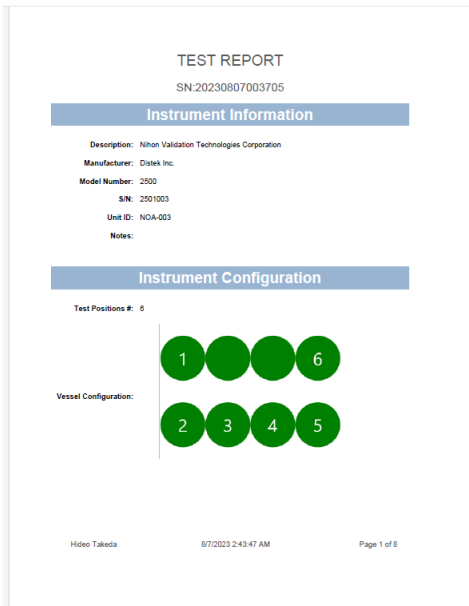 TEST REPORT
SN:20230807003705
Instrument Information
Description: Nihon Validation Technologies Corporation
Manufacturer: Distek Inc.
Model Number: 2500
S/N: 2501003
Unit ID: NOA-003
Notes:
Instrument Configuration
Test Positions #: 6
1 6
Vessel Configuration:
2 3 4 5
Hideo Takeda 8/7/2023 2:43:47 AM Page 1 of 8